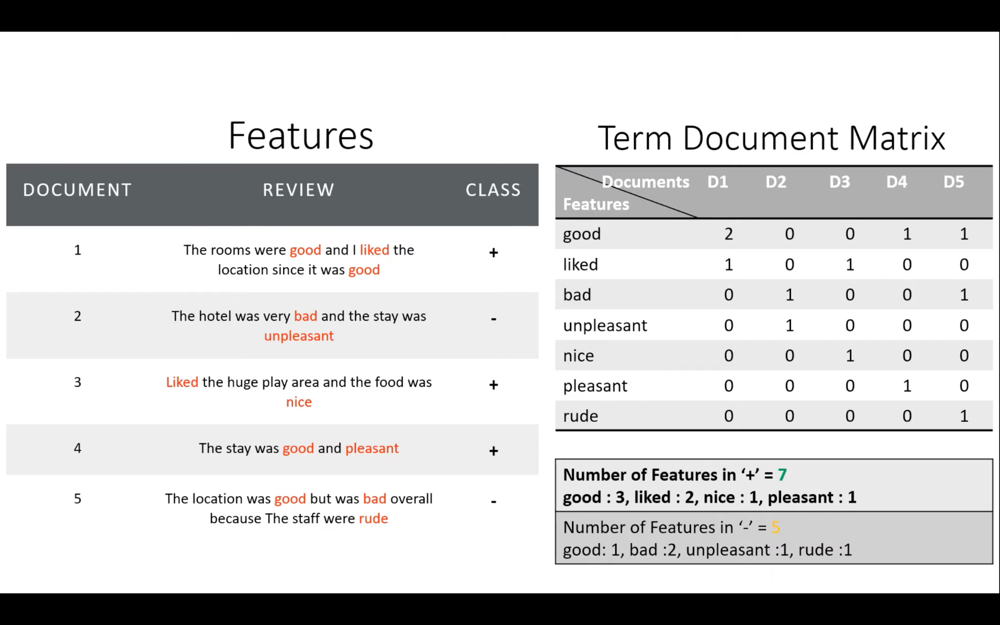 Features
DOCUMENT REVIEW CLASS
1 The rooms were good and I liked the +
location since it was good
2 The hotel was very bad and the stay was -
unpleasant
3 Liked the huge play area and the food was +
nice
4 The stay was good and pleasant +
5 The location was good but was bad overall -
because The staff were rude
Term Document Matrix
Documents D1 D2 D3 D4 D5
Features
good 2 0 0 1 1
liked 1 0 1 0 0
bad 0 1 0 0 1
unpleasant 0 1 0 0 0
nice 0 0 1 0 0
pleasant 0 0 0 1 0
rude 0 0 0 0 1
Number of Features in ‘+’ = 7
good : 3, liked : 2, nice : 1, pleasant : 1
Number of Features in ‘-’ = 5
good: 1, bad :2, unpleasant :1, rude :1